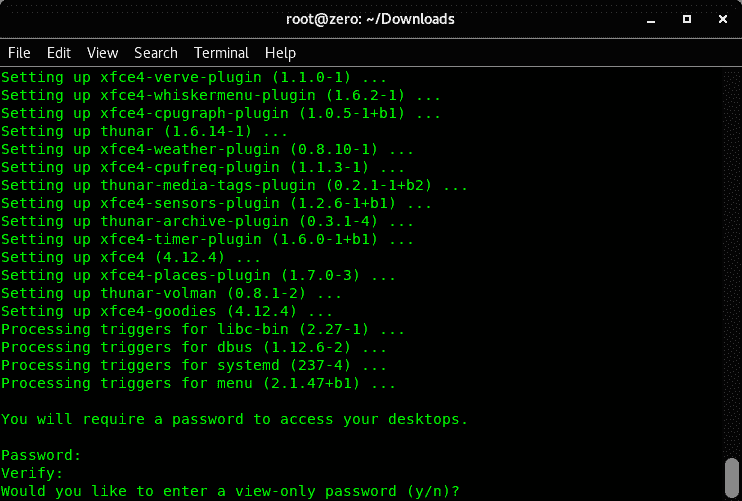 root@zero: ~/Downloads
File Edit View Search Terminal Help
Setting up xfce4-verve-plugin (1.1.0-1) ...
Setting up xfce4-whiskermenu-plugin (1.6.2-1) ...
Setting up xfce4-cpugraph-plugin (1.0.5-1+b1) ...
Setting up thunar (1.6.14-1) ...
Setting up xfce4-weather-plugin (0.8.10-1) ...
Setting up xfce4-cpufreq-plugin (1.1.3-1) ...
Setting up thunar-media-tags-plugin (0.2.1-1+b2) ...
Setting up xfce4-sensors-plugin (1.2.6-1+b1) ...
Setting up thunar-archive-plugin (0.3.1-4) ...
Setting up xfce4-timer-plugin (1.6.0-1+b1) ...
Setting up xfce4 (4.12.4) ...
Setting up xfce4-places-plugin (1.7.0-3) ...
Setting up thunar-volman (0.8.1-2) ...
Setting up xfce4-goodies (4.12.4) ...
Processing triggers for libc-bin (2.27-1) ...
Processing triggers for dbus (1.12.6-2) ...
Processing triggers for systemd (237-4) ...
Processing triggers for menu (2.1.47+b1) ...
You will require a password to access your desktops.
Password:
Verify:
Would you like to enter a view-only password (y/n)?